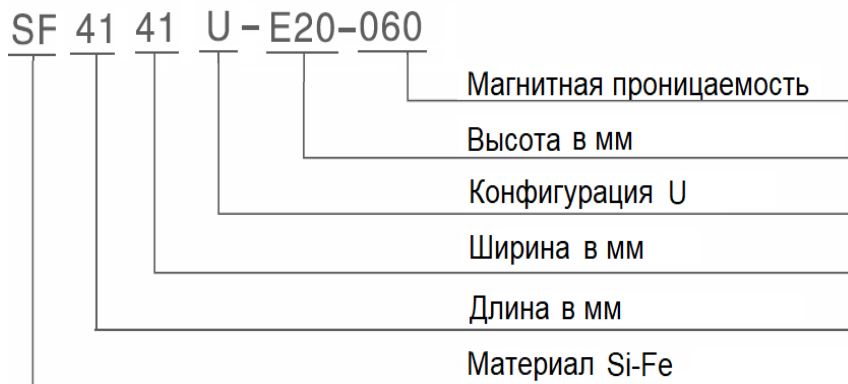 SF 41 41 U-E20-060
Магнитная проницаемость
Высота в мм
Конфигурация U
Ширина в мм
Длина в мм
Материал Si-Fe